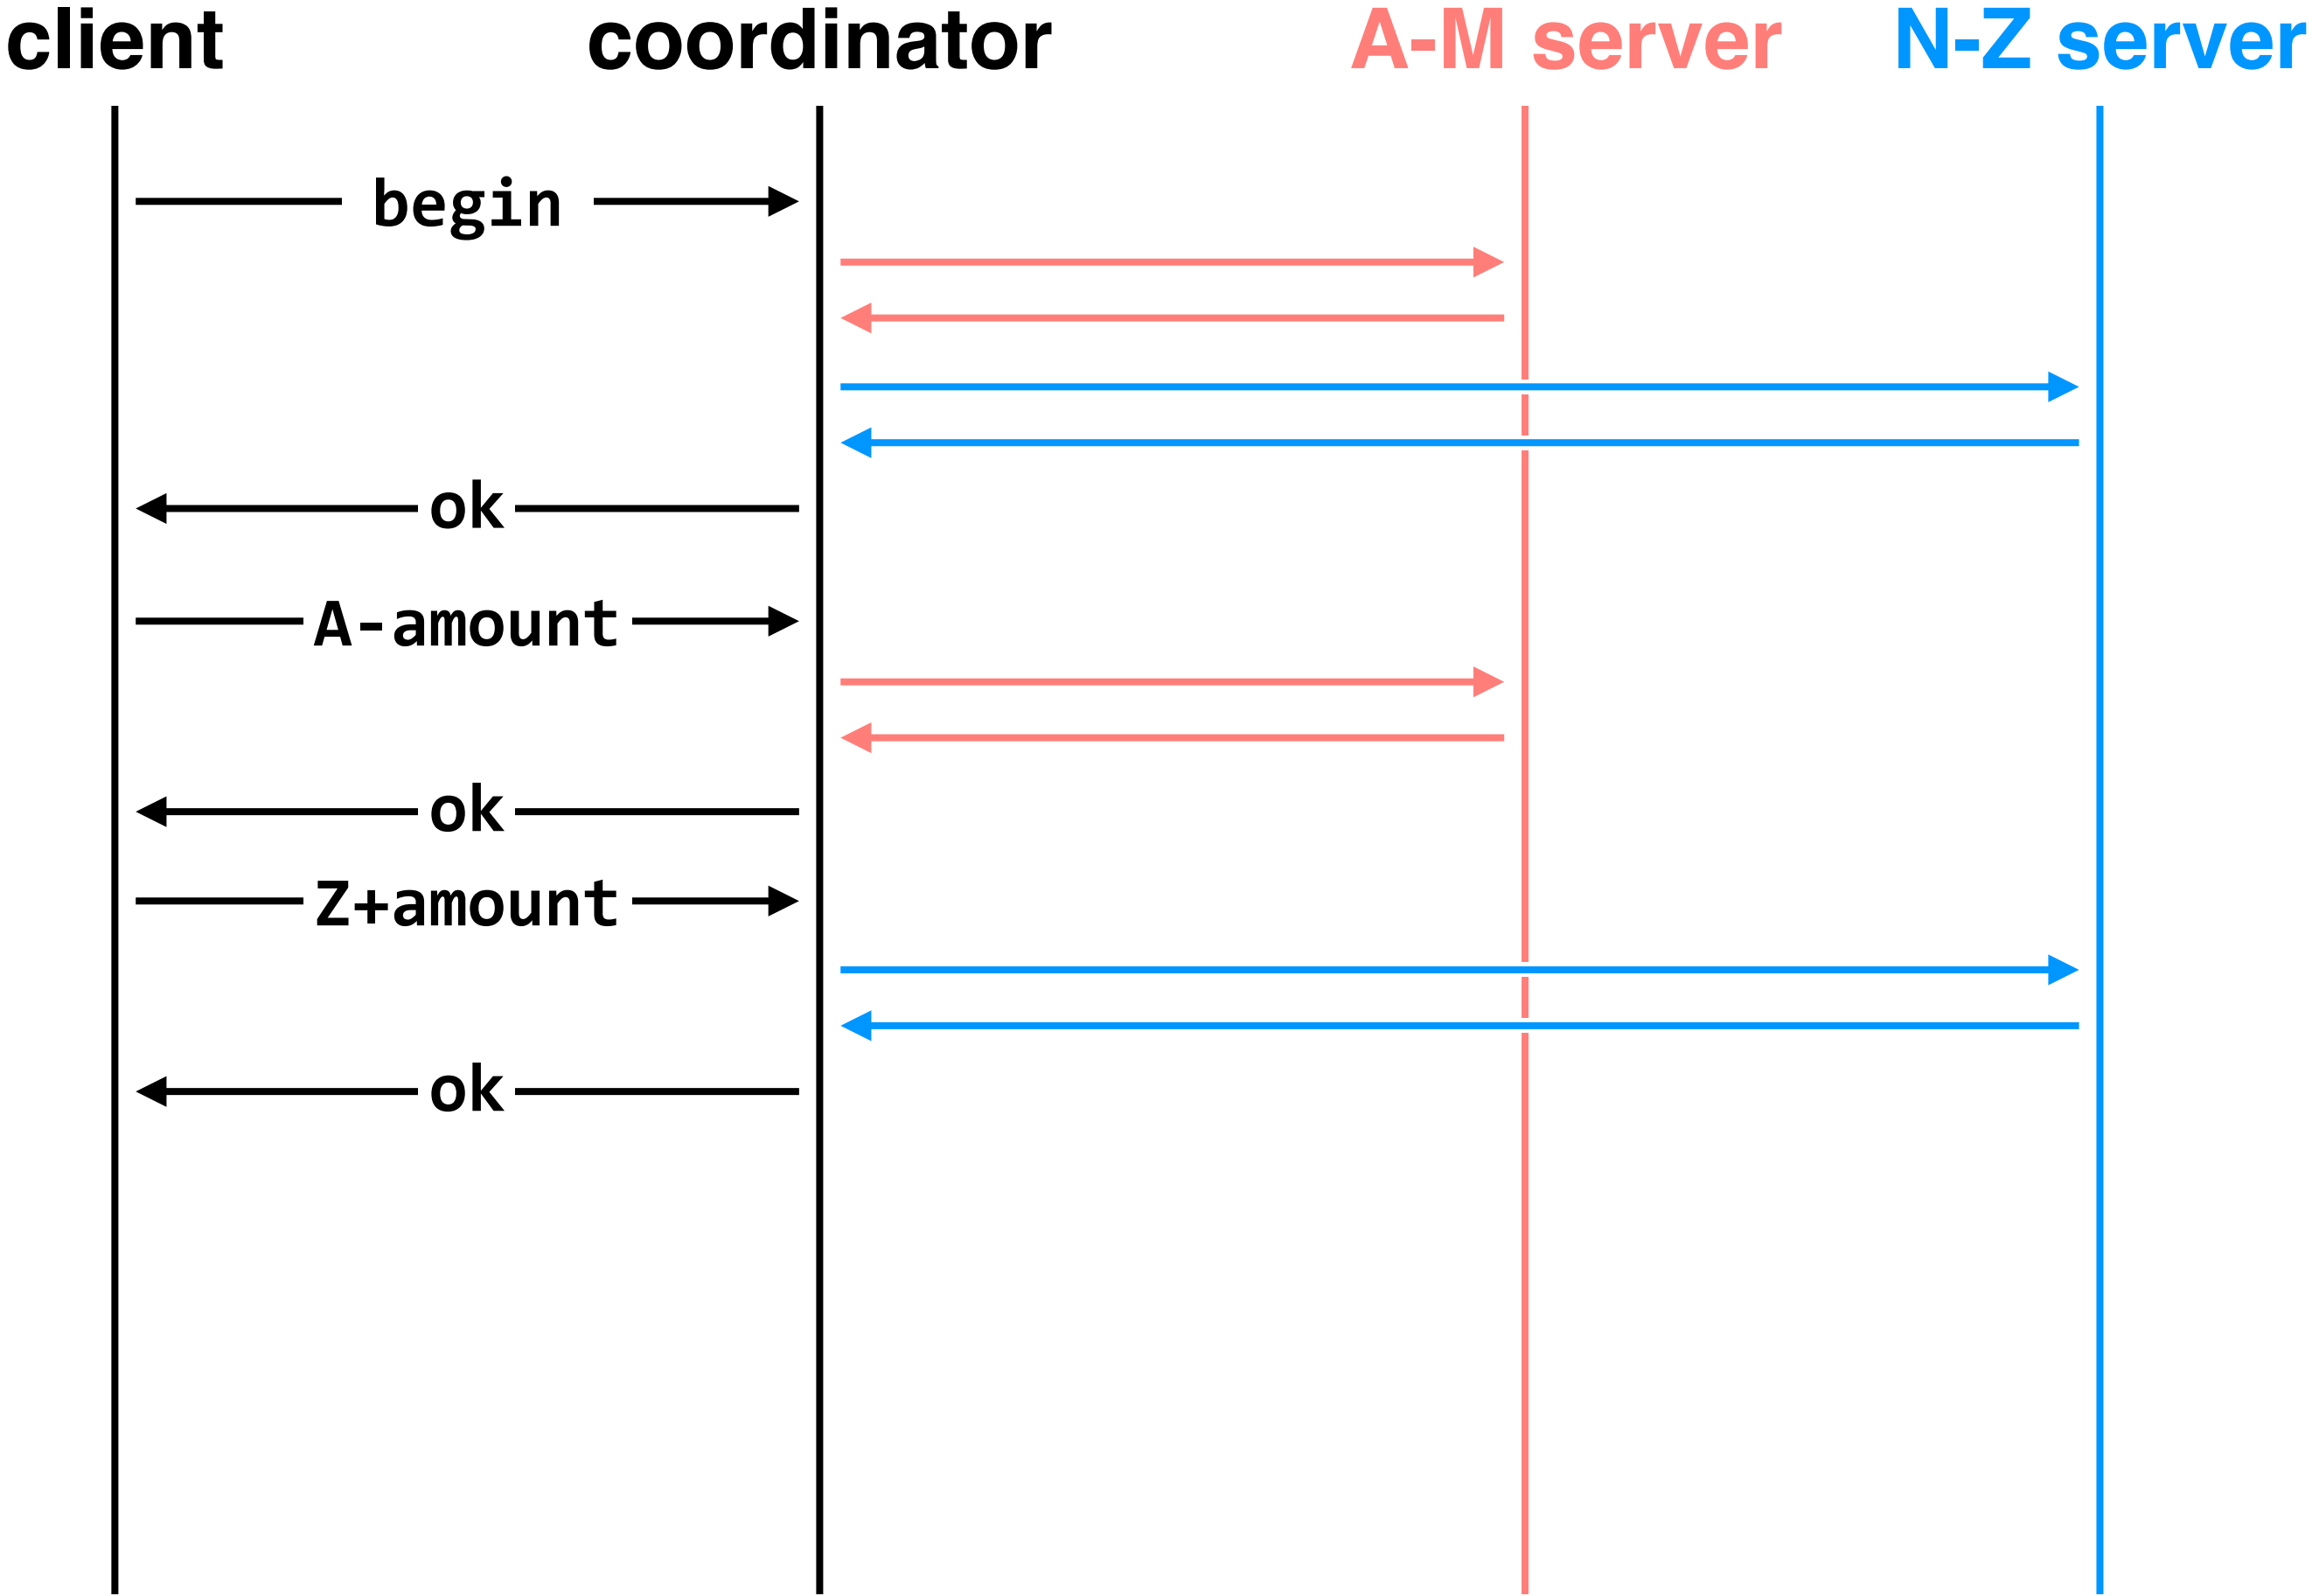 client coordinator A-M server N-Z server
begin
ok
A-amount
ok
Z+amount
ok